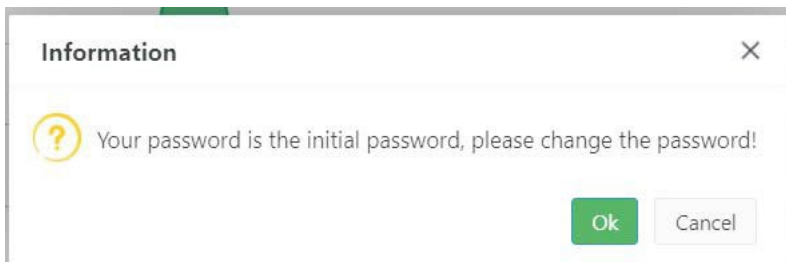 Information
Your password is the initial password, please change the password!
Ok
Cancel